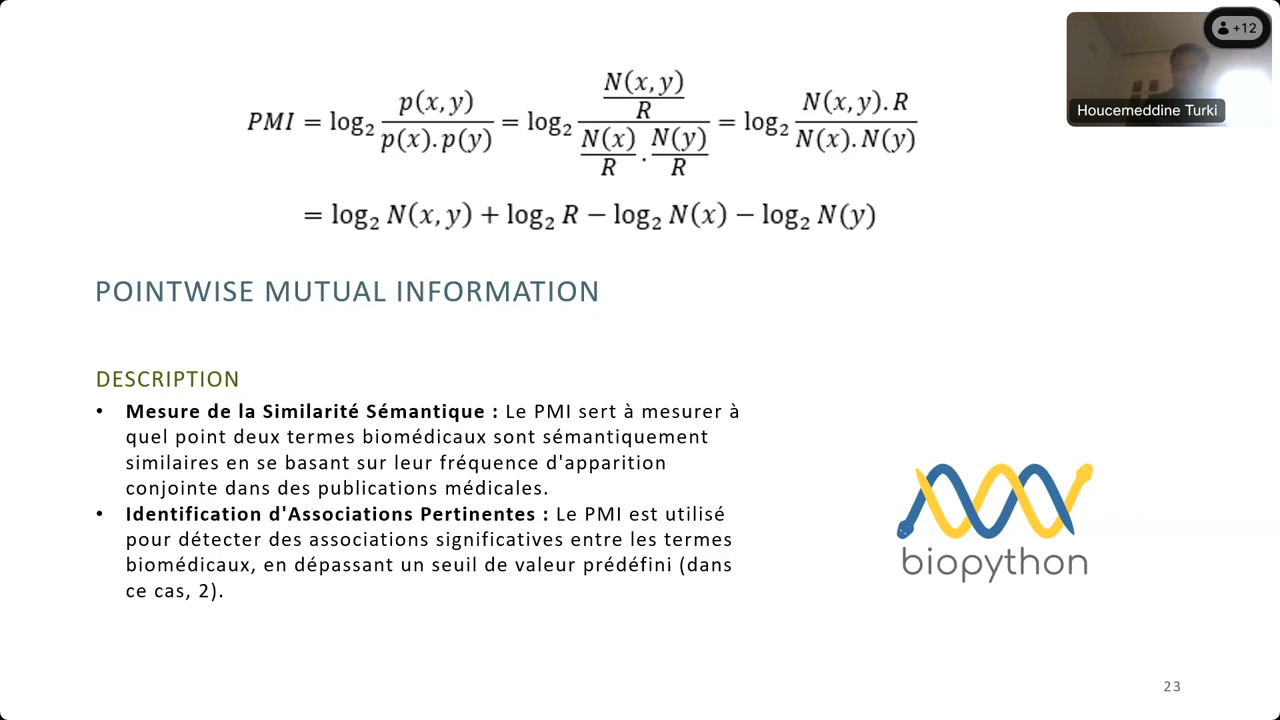 +12
Houcemeddine Turki
PMI = log₂ p(x,y) / p(x).p(y) = log₂ (N(x,y)/R) / (N(x)/R . N(y)/R) = log₂ N(x,y).R / N(x).N(y)
= log₂ N(x,y) + log₂ R − log₂ N(x) − log₂ N(y)
POINTWISE MUTUAL INFORMATION
DESCRIPTION
• Mesure de la Similarité Sémantique : Le PMI sert à mesurer à
quel point deux termes biomédicaux sont sémantiquement
similaires en se basant sur leur fréquence d'apparition
conjointe dans des publications médicales.
• Identification d'Associations Pertinentes : Le PMI est utilisé
pour détecter des associations significatives entre les termes
biomédicaux, en dépassant un seuil de valeur prédéfini (dans
ce cas, 2).
biopython
23